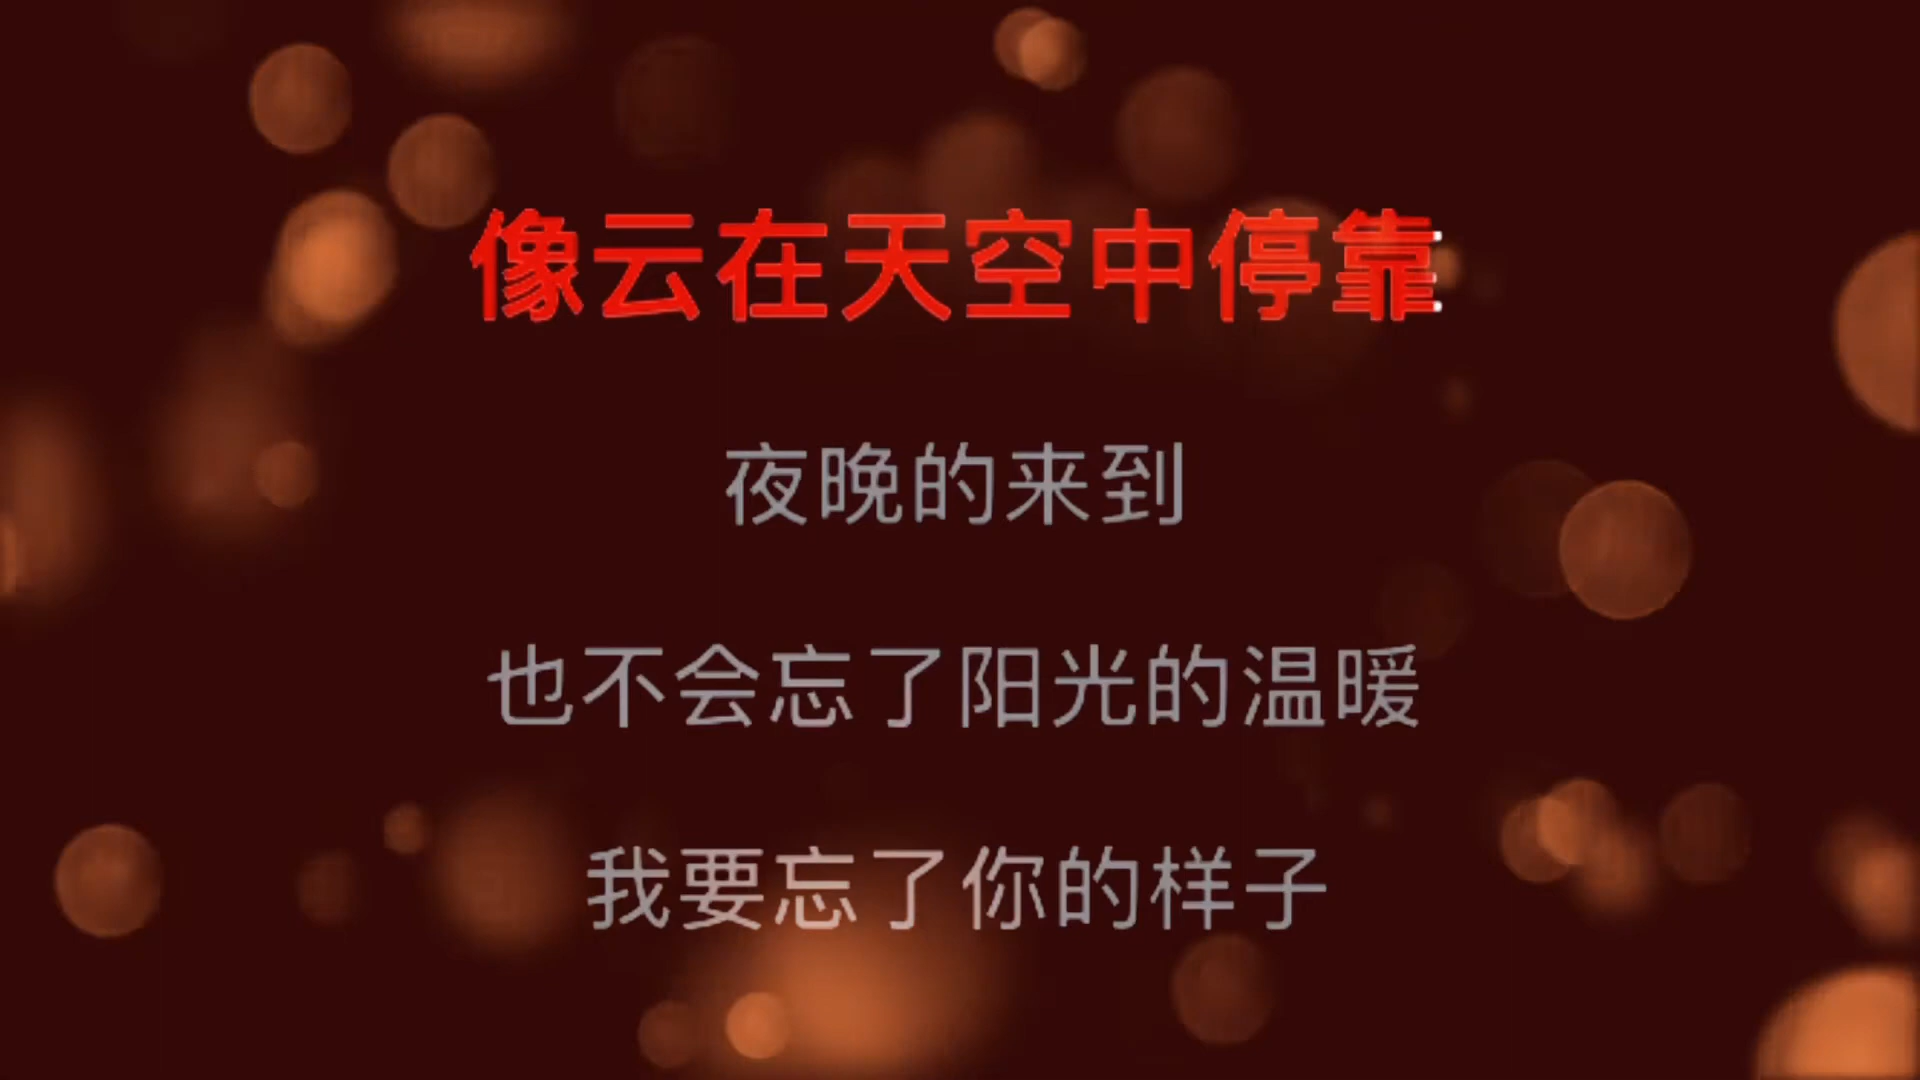 像云在天空中停靠
夜晚的来到
也不会忘了阳光的温暖
我要忘了你的样子